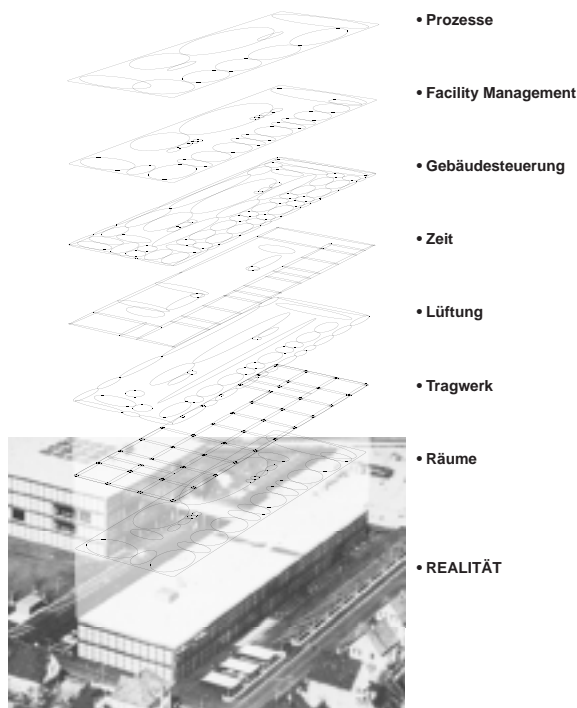 • Prozesse
• Facility Management
• Gebäudesteuerung
• Zeit
• Lüftung
• Tragwerk
• Räume
• REALITÄT